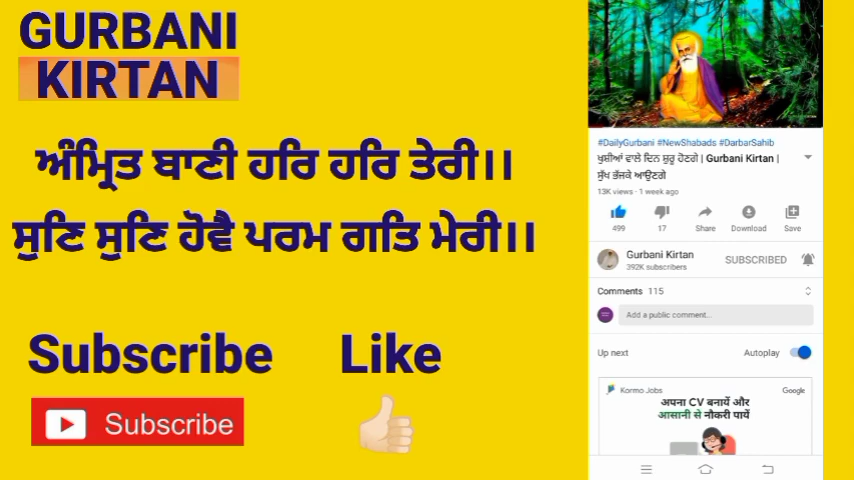 GURBANI
KIRTAN
ਅੰਮ੍ਰਿਤ ਬਾਣੀ ਹਰਿ ਹਰਿ ਤੇਰੀ।।
ਸੁਣਿ ਸੁਣਿ ਹੋਵੈ ਪਰਮ ਗਤਿ ਮੇਰੀ।।
Subscribe Like
Subscribe
#DailyGurbani #NewShabads #DarbarSahib
ਖੁਸ਼ੀਆਂ ਵਾਲੇ ਦਿਨ ਸ਼ੁਰੂ ਹੋਣਗੇ | Gurbani Kirtan |
ਸੁੱਖ ਭੱਜਕੇ ਆਉਣਗੇ
13K views · 1 week ago
499 17 Share Download Save
Gurbani Kirtan
392K subscribers
SUBSCRIBED
Comments 115
Add a public comment...
Up next Autoplay
Kormo Jobs Google
अपना CV बनायें और
आसानी से नौकरी पायें